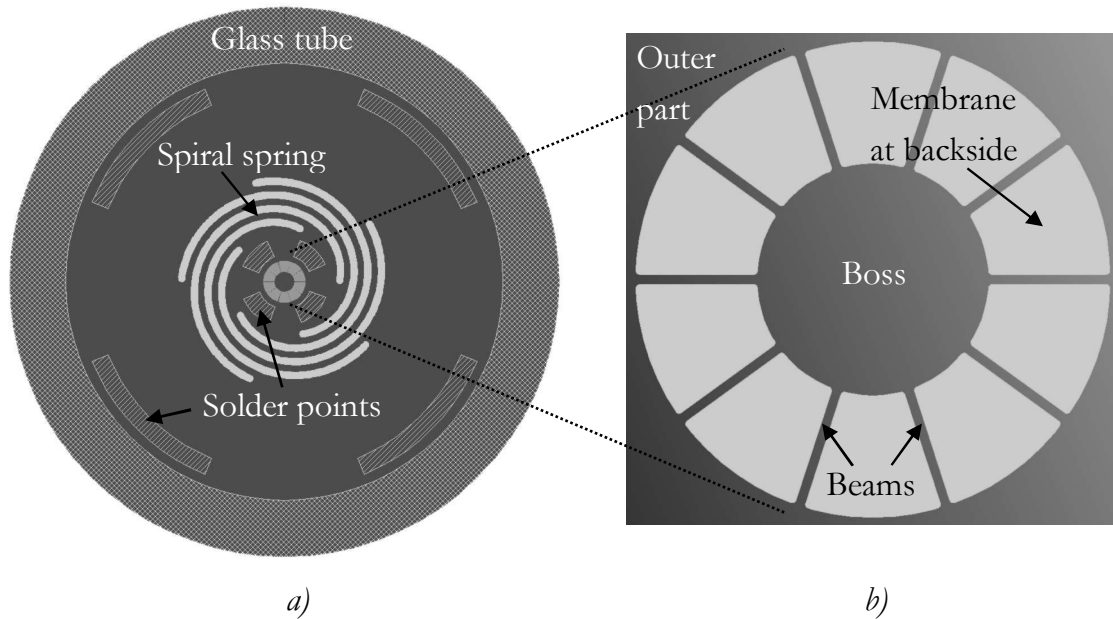 Glass tube
Spiral spring
Solder points
a)
Outer
part
Membrane
at backside
Boss
Beams
b)